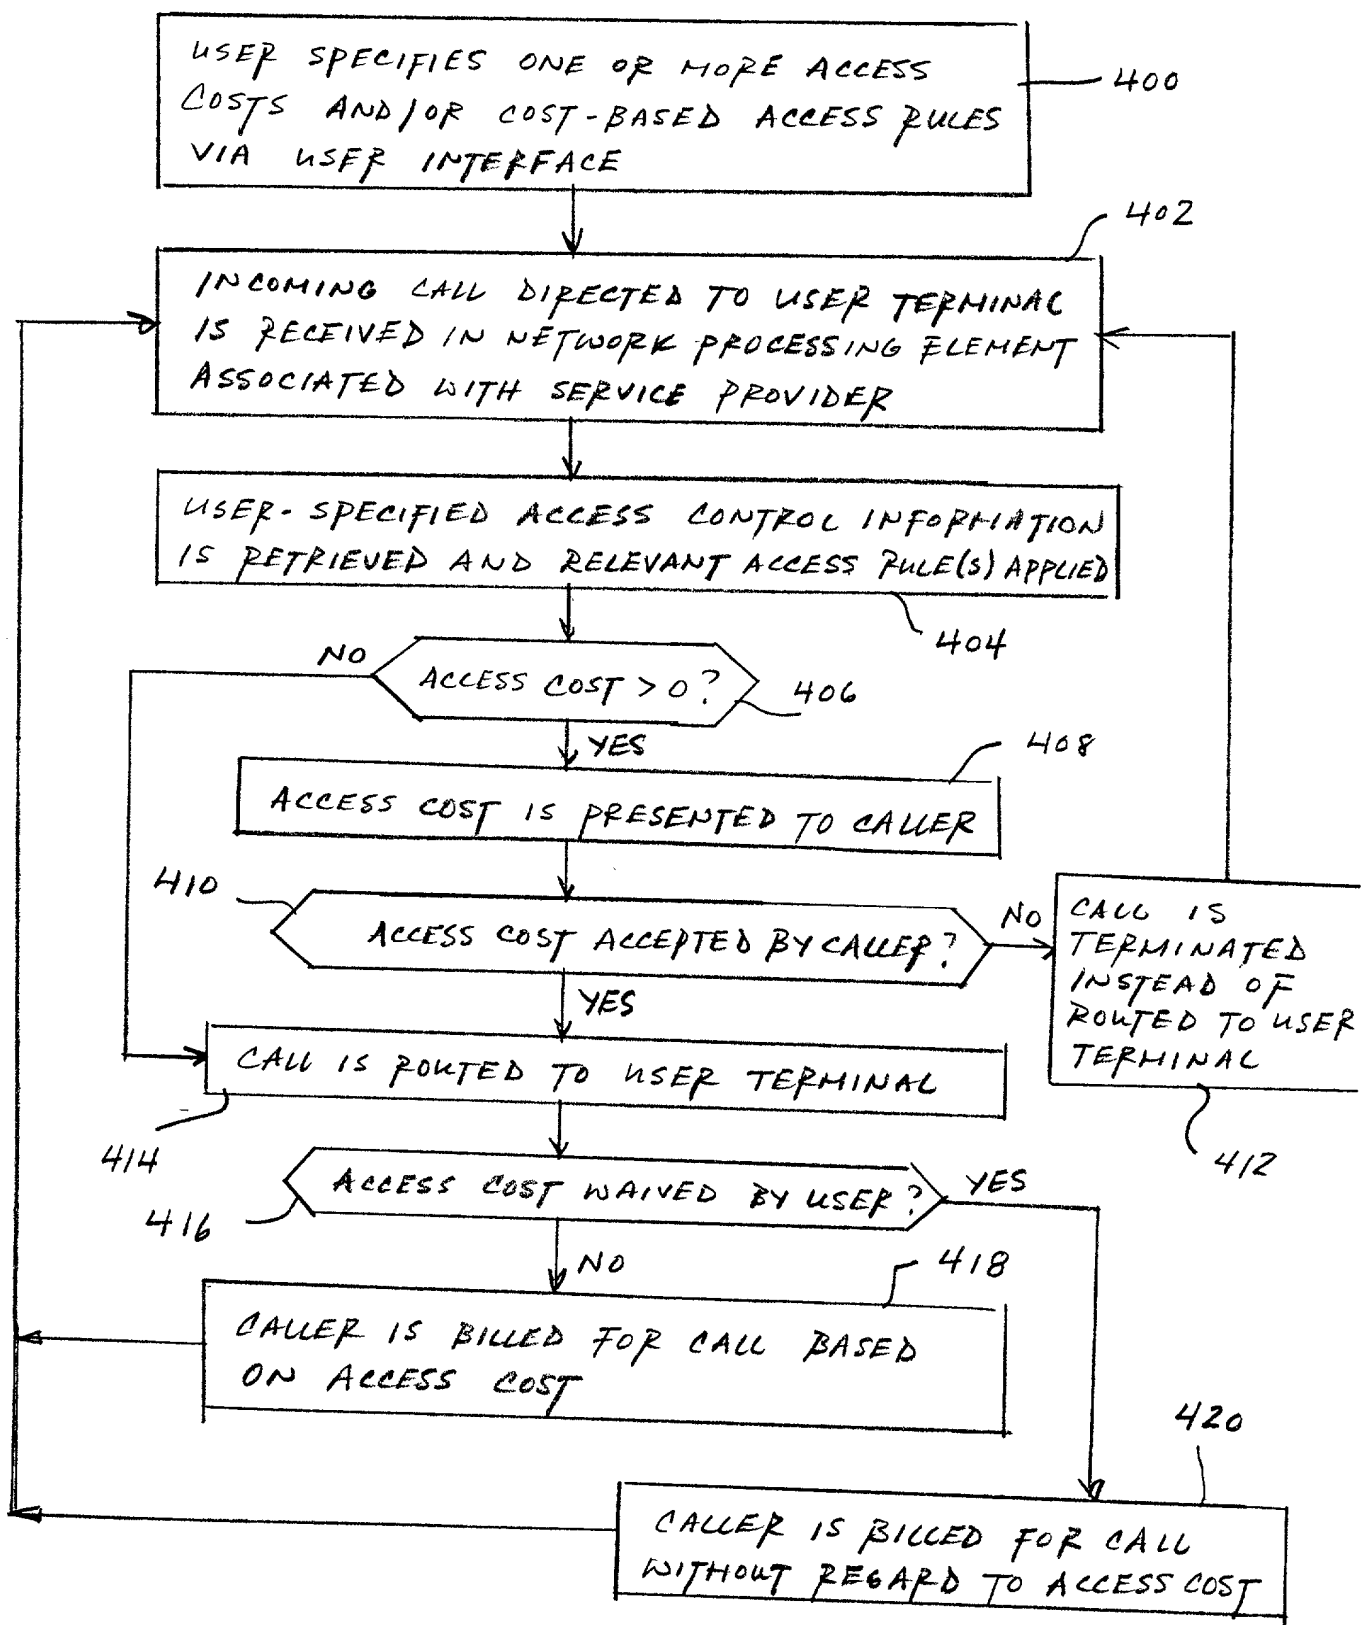 USER SPECIFIES ONE OR MORE ACCESS
COSTS AND/OR COST-BASED ACCESS RULES
VIA USER INTERFACE
400
402
INCOMING CALL DIRECTED TO USER TERMINAL
IS RECEIVED IN NETWORK PROCESSING ELEMENT
ASSOCIATED WITH SERVICE PROVIDER
USER-SPECIFIED ACCESS CONTROL INFORMATION
IS RETRIEVED AND RELEVANT ACCESS RULE(S) APPLIED
404
NO
ACCESS COST > 0?
406
YES
408
ACCESS COST IS PRESENTED TO CALLER
410
ACCESS COST ACCEPTED BY CALLER?
NO
CALL IS
TERMINATED
INSTEAD OF
ROUTED TO USER
TERMINAL
412
YES
CALL IS ROUTED TO USER TERMINAL
414
ACCESS COST WAIVED BY USER?
YES
416
NO
418
CALLER IS BILLED FOR CALL BASED
ON ACCESS COST
420
CALLER IS BILLED FOR CALL
WITHOUT REGARD TO ACCESS COST